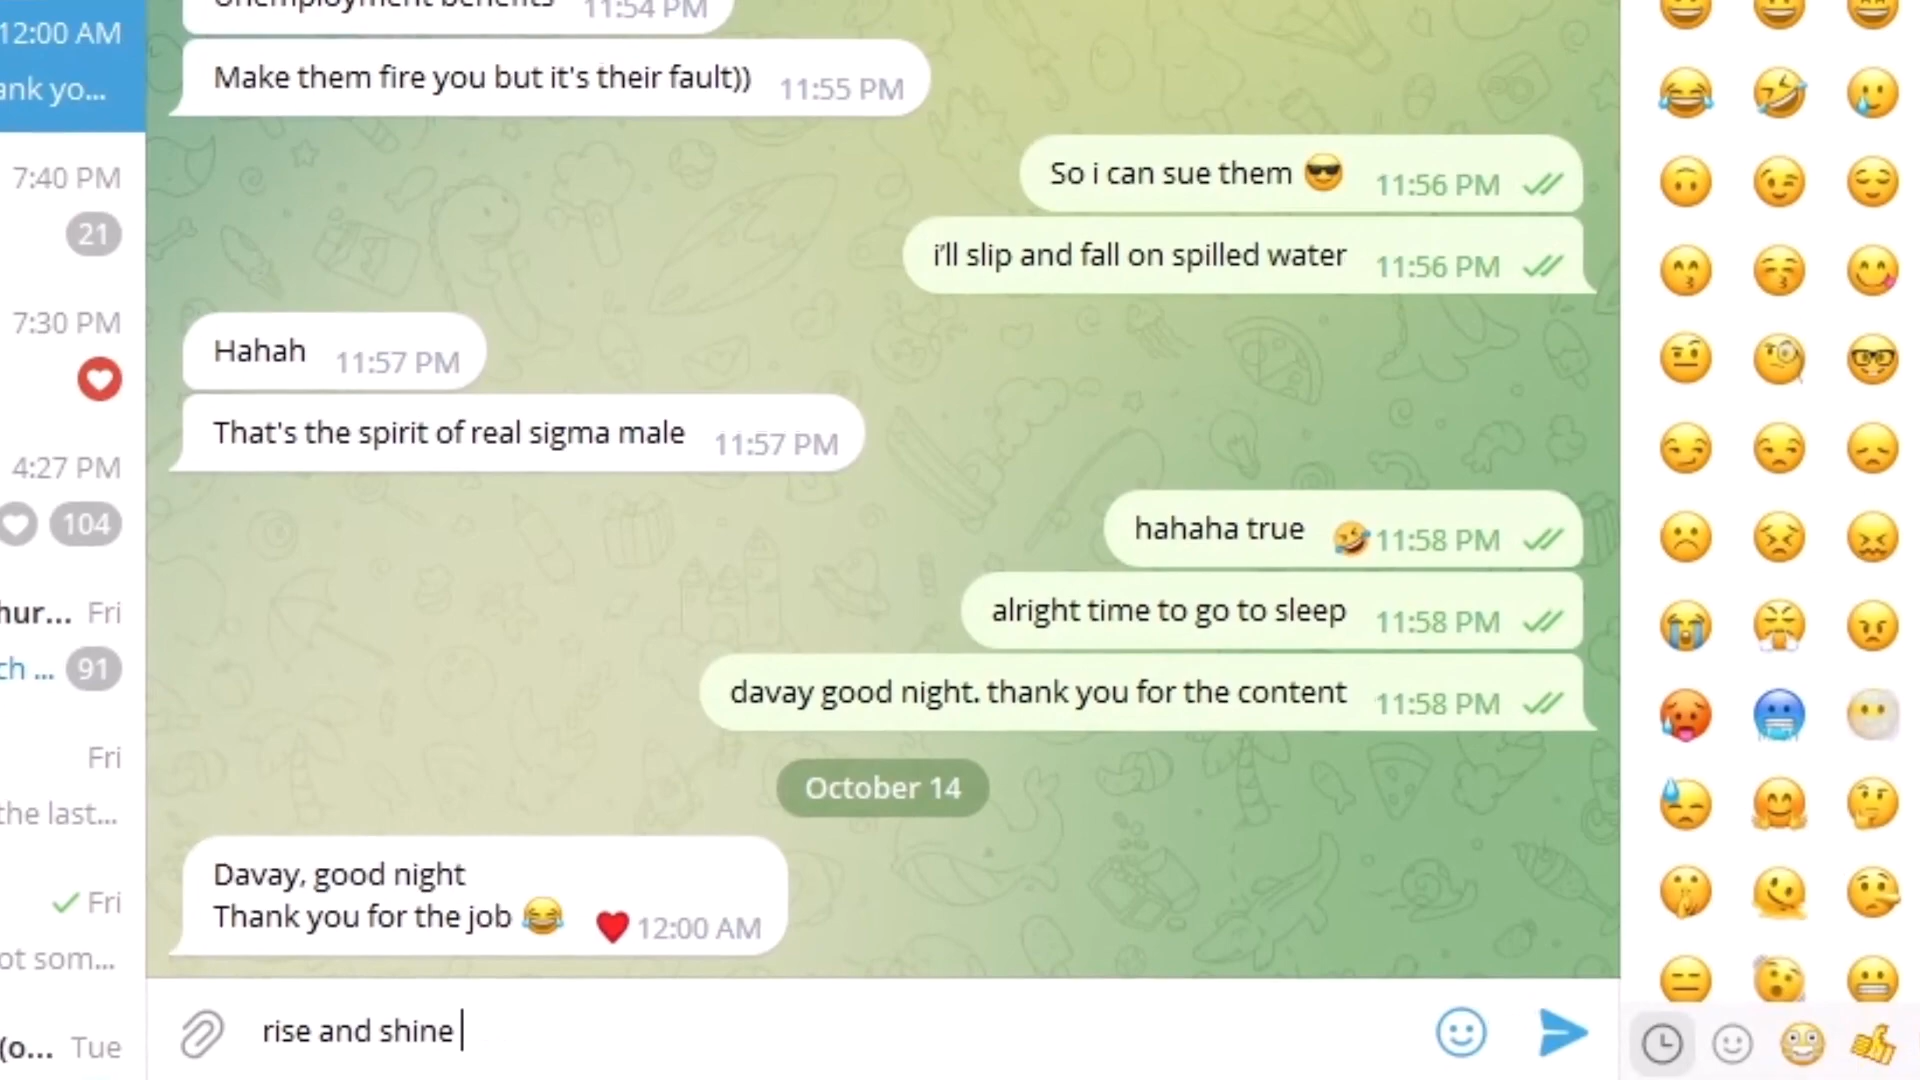 12:00 AM
ank yo...
7:40 PM
21
7:30 PM
4:27 PM
104
hur... Fri
ch ... 91
Fri
the last...
Fri
ot som...
(o... Tue
Unemployment benefits 11:54 PM
Make them fire you but it's their fault)) 11:55 PM
So i can sue them 😎 11:56 PM
i'll slip and fall on spilled water 11:56 PM
Hahah 11:57 PM
That's the spirit of real sigma male 11:57 PM
hahaha true 🤣 11:58 PM
alright time to go to sleep 11:58 PM
davay good night. thank you for the content 11:58 PM
October 14
Davay, good night
Thank you for the job 😂 ❤ 12:00 AM
rise and shine